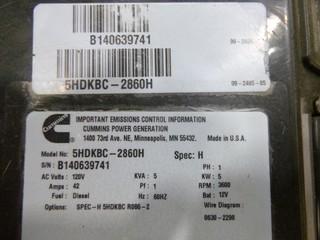 B140639741
5HDKBC-2860H
99-2485-05
IMPORTANT EMISSIONS CONTROL INFORMATION
CUMMINS POWER GENERATION
1400 73rd Ave. NE, Minneapolis, MN 55432. Made in U.S.A.
Model No: 5HDKBC-2860H Spec: H
S/N: B140639741 PH: 1
AC Volts: 120V KVA: 5 KW: 5
Amps: 42 Pf: 1 RPM: 3600
Fuel: Diesel Hz: 60HZ Bat: 12V
Options: SPEC-H 5HDKBC R086-2 Wire Diagram:
0630-2298